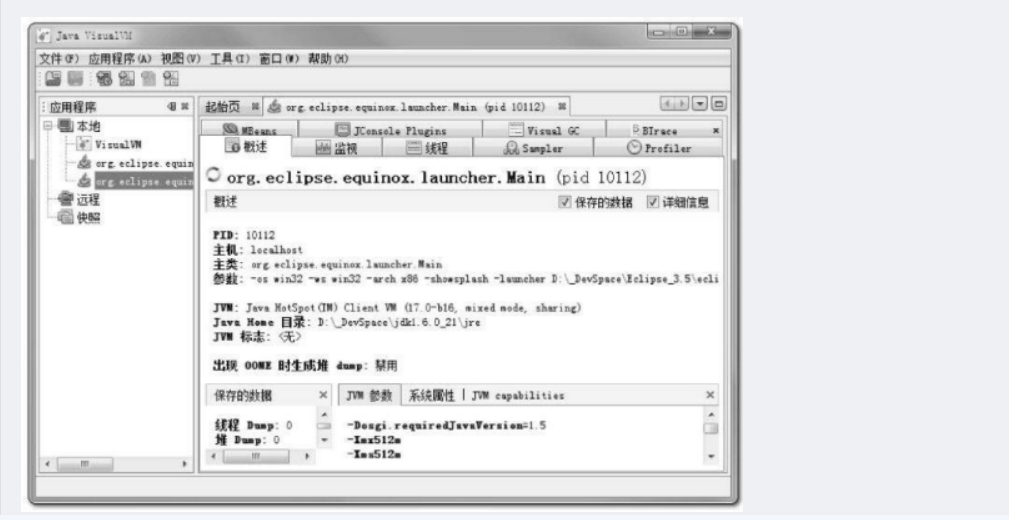 Java VisualVM
文件(F) 应用程序(A) 视图(V) 工具(T) 窗口(W) 帮助(H)
应用程序
本地
VisualVM
org.eclipse.equin
org.eclipse.equin
远程
快照
起始页 org.eclipse.equinox.launcher.Main (pid 10112)
MBeans JConsole Plugins Visual GC BTrace
概述 监视 线程 Sampler Profiler
org.eclipse.equinox.launcher.Main (pid 10112)
概述 保存的数据 详细信息
PID: 10112
主机: localhost
主类: org.eclipse.equinox.launcher.Main
参数: -os win32 -ws win32 -arch x86 -showsplash -launcher D:\_DevSpace\Eclipse_3.5\ecli
JVM: Java HotSpot(TM) Client VM (17.0-b16, mixed mode, sharing)
Java Home 目录: D:\_DevSpace\jdk1.6.0_21\jre
JVM 标志: <无>
出现 OOME 时生成堆 dump: 禁用
保存的数据
线程 Dump: 0
堆 Dump: 0
JVM 参数 系统属性 JVM capabilities
-Dosgi.requiredJavaVersion=1.5
-Xmx512m
-Xms512m